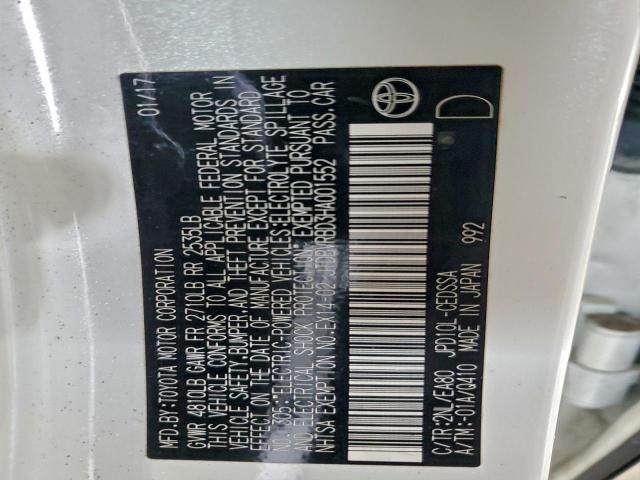 MFD.BY:TOYOTA MOTOR CORPORATION 01/17
GVWR 4810LB GAWR FR 2710LB RR 2535LB
THIS VEHICLE CONFORMS TO ALL APPLICABLE FEDERAL MOTOR
VEHICLE SAFETY,BUMPER,AND THEFT PREVENTION STANDARDS IN
EFFECT ON THE DATE OF MANUFACTURE EXCEPT FOR STANDARD
NO. 305:"ELECTRIC-POWERED VEHICLES:ELECTROLYTE SPILLAGE
AND ELECTRICAL SHOCK PROTECTION", EXEMPTED PURSUANT TO
NHTSA EXEMPTION NO.EX14-02 PASS.CAR
C/TR:2NL/EA80 JPD10L-CEDSSA
A/TM:-01A/0410 MADE IN JAPAN 992
D